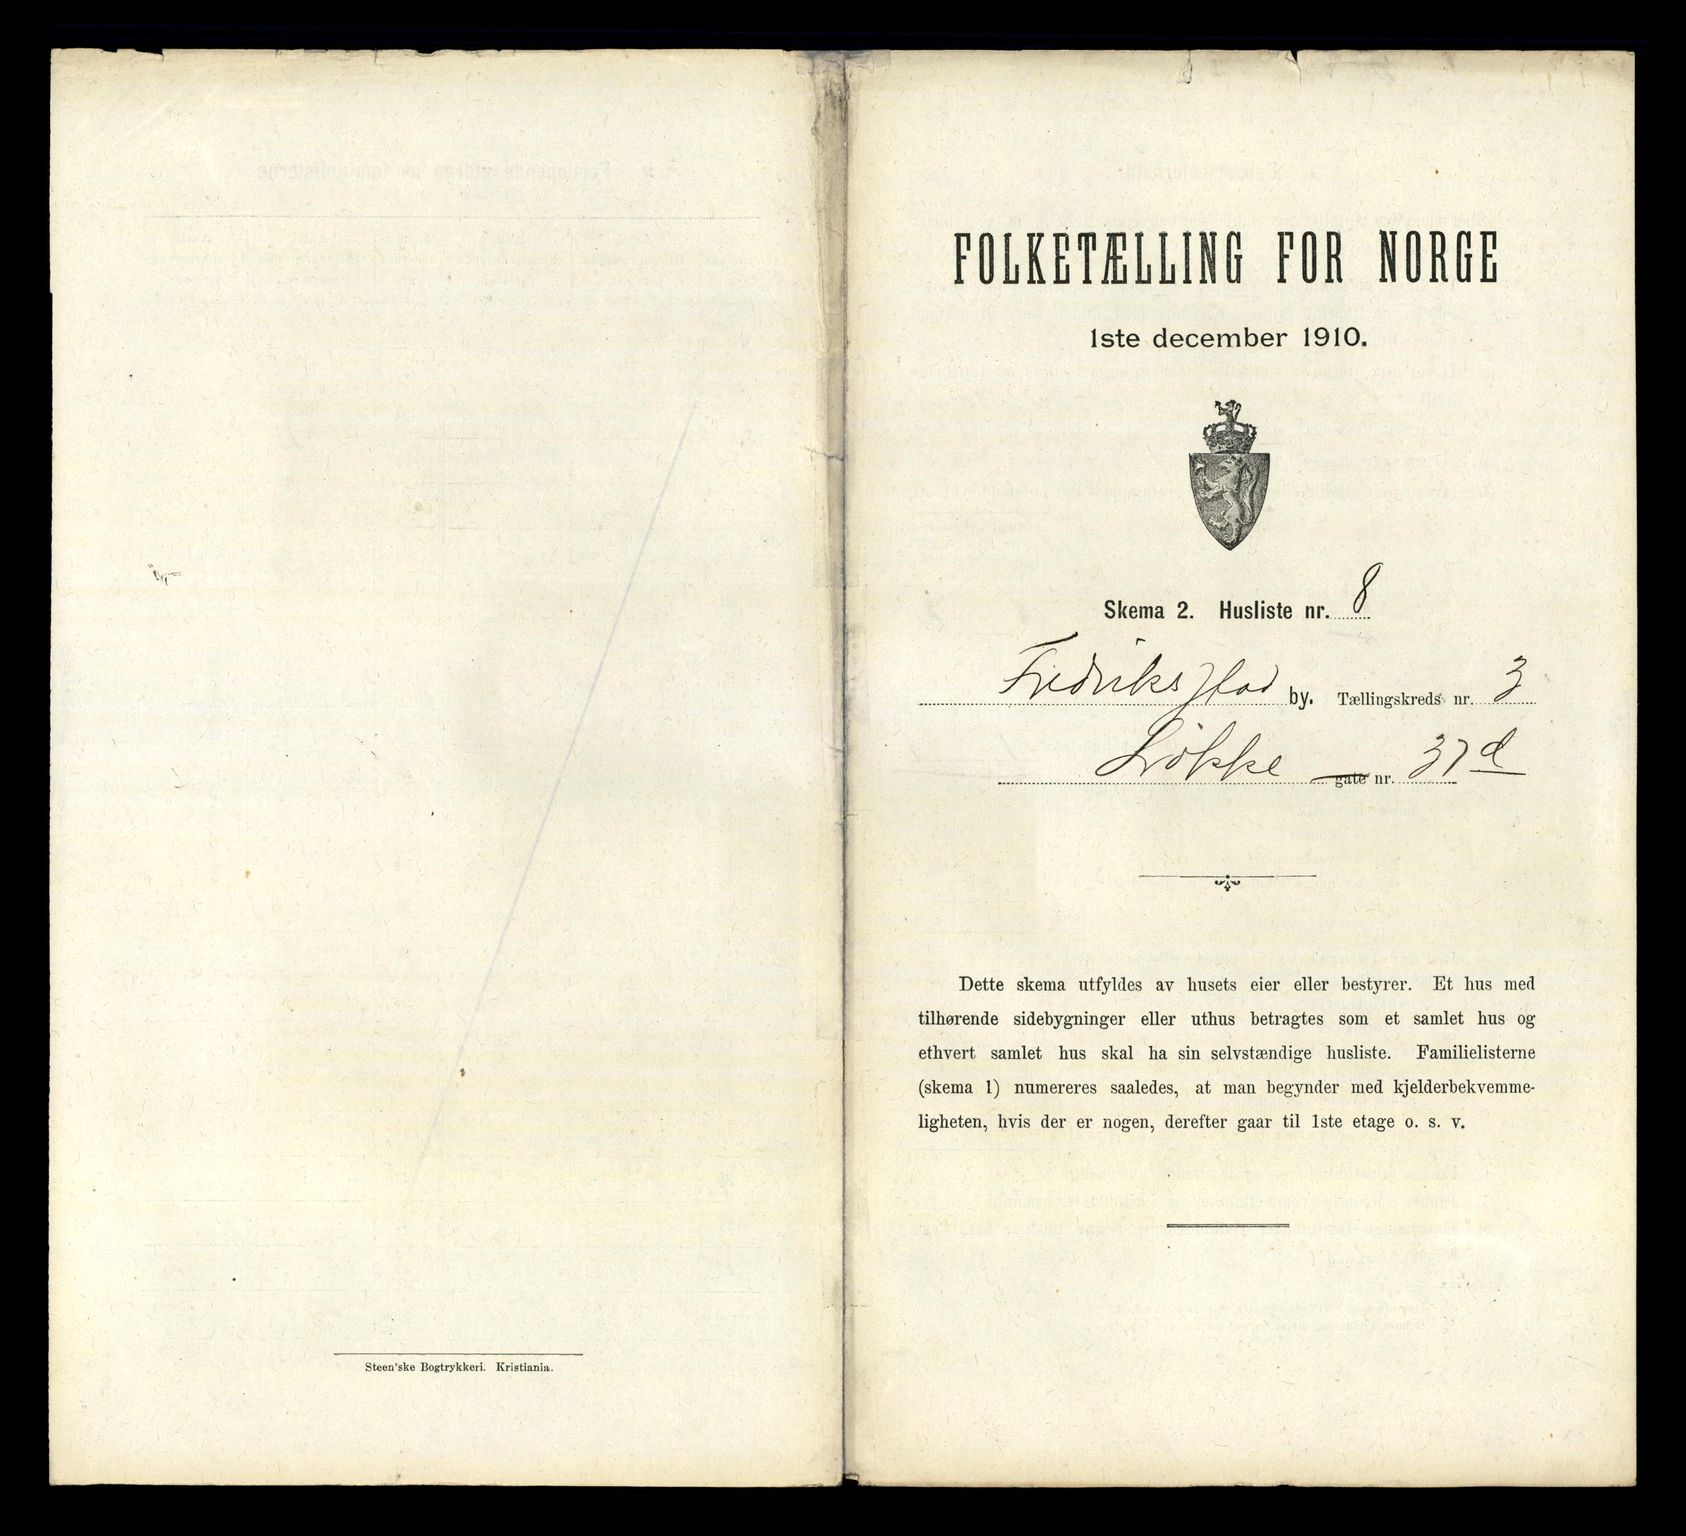 Steen'ske Bogtrykkeri. Kristiania.
FOLKETÆLLING FOR NORGE
1ste december 1910.
Skema 2. Husliste nr. 8
Fredriksstad by. Tællingskreds nr. 3
Løkke gate nr. 37d
Dette skema utfyldes av husets eier eller bestyrer. Et hus med
tilhørende sidebygninger eller uthus betragtes som et samlet hus og
ethvert samlet hus skal ha sin selvstændige husliste. Familielisterne
(skema 1) numereres saaledes, at man begynder med kjelderbekvemme-
ligheten, hvis der er nogen, derefter gaar til 1ste etage o. s. v.